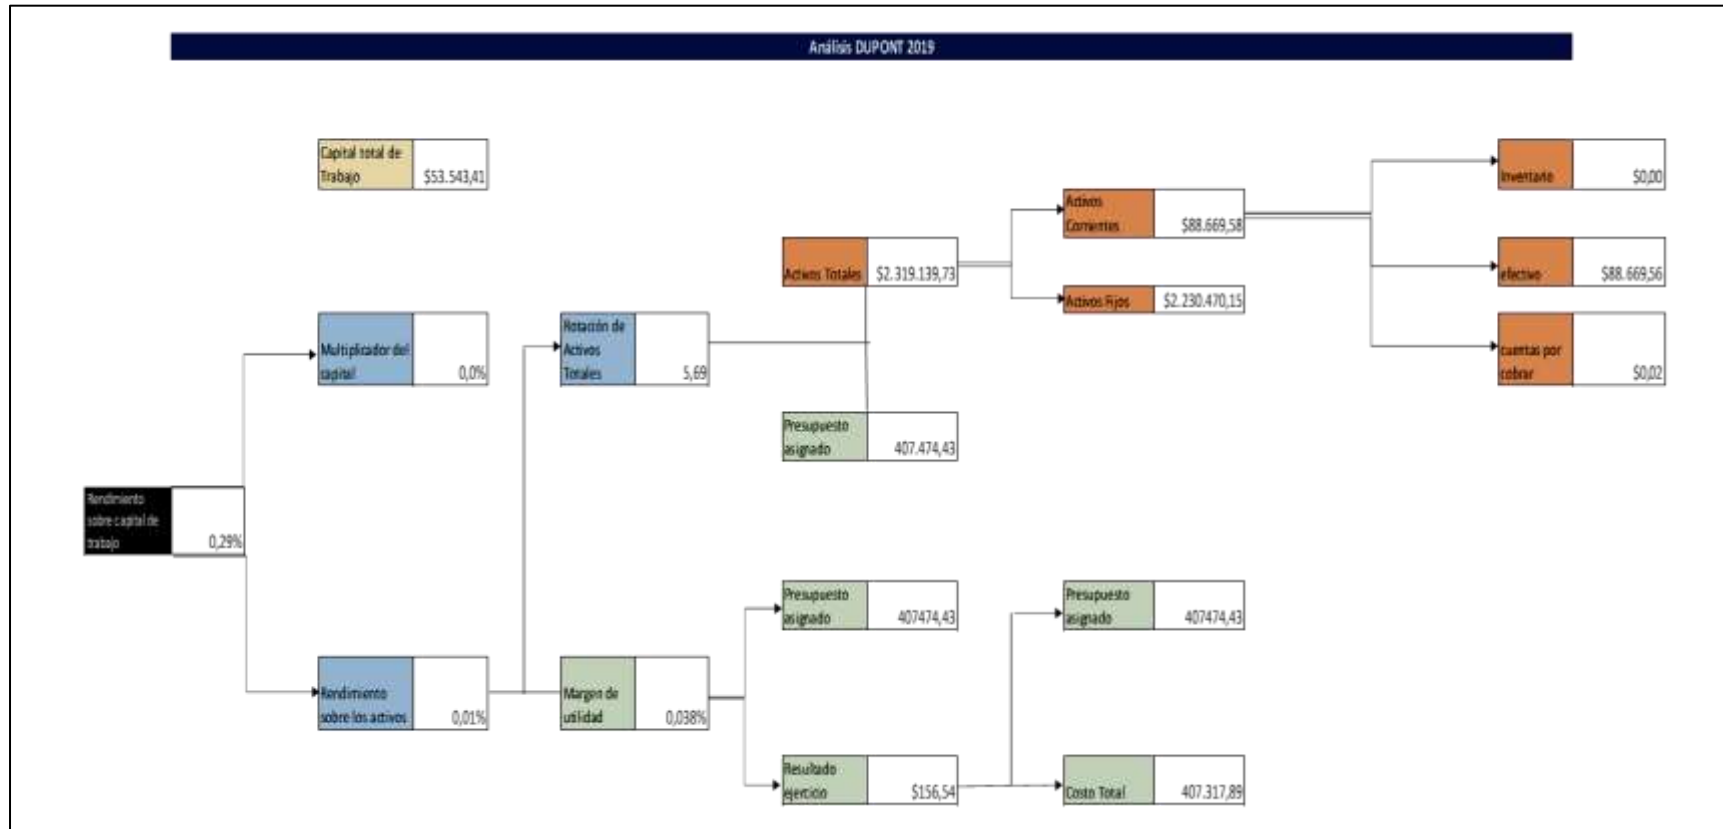 Análisis DUPONT 2019
Capital total de
Trabajo
$53.543,41
Inventario
$0,00
Activos
Corrientes
$88.669,58
Activos Totales
$2.319.139,73
efectivo
$88.669,56
Activos Fijos
$2.230.470,15
Multiplicador del
capital
0,0%
Rotación de
Activos
Totales
5,69
cuentas por
cobrar
$0,02
Presupuesto
asignado
407.474,43
Rendimiento
sobre capital de
trabajo
0,29%
Presupuesto
asignado
407474,43
Presupuesto
asignado
407474,43
Rendimiento
sobre los activos
0,01%
Margen de
utilidad
0,038%
Resultado
ejercicio
$156,54
Costo Total
407.317,89